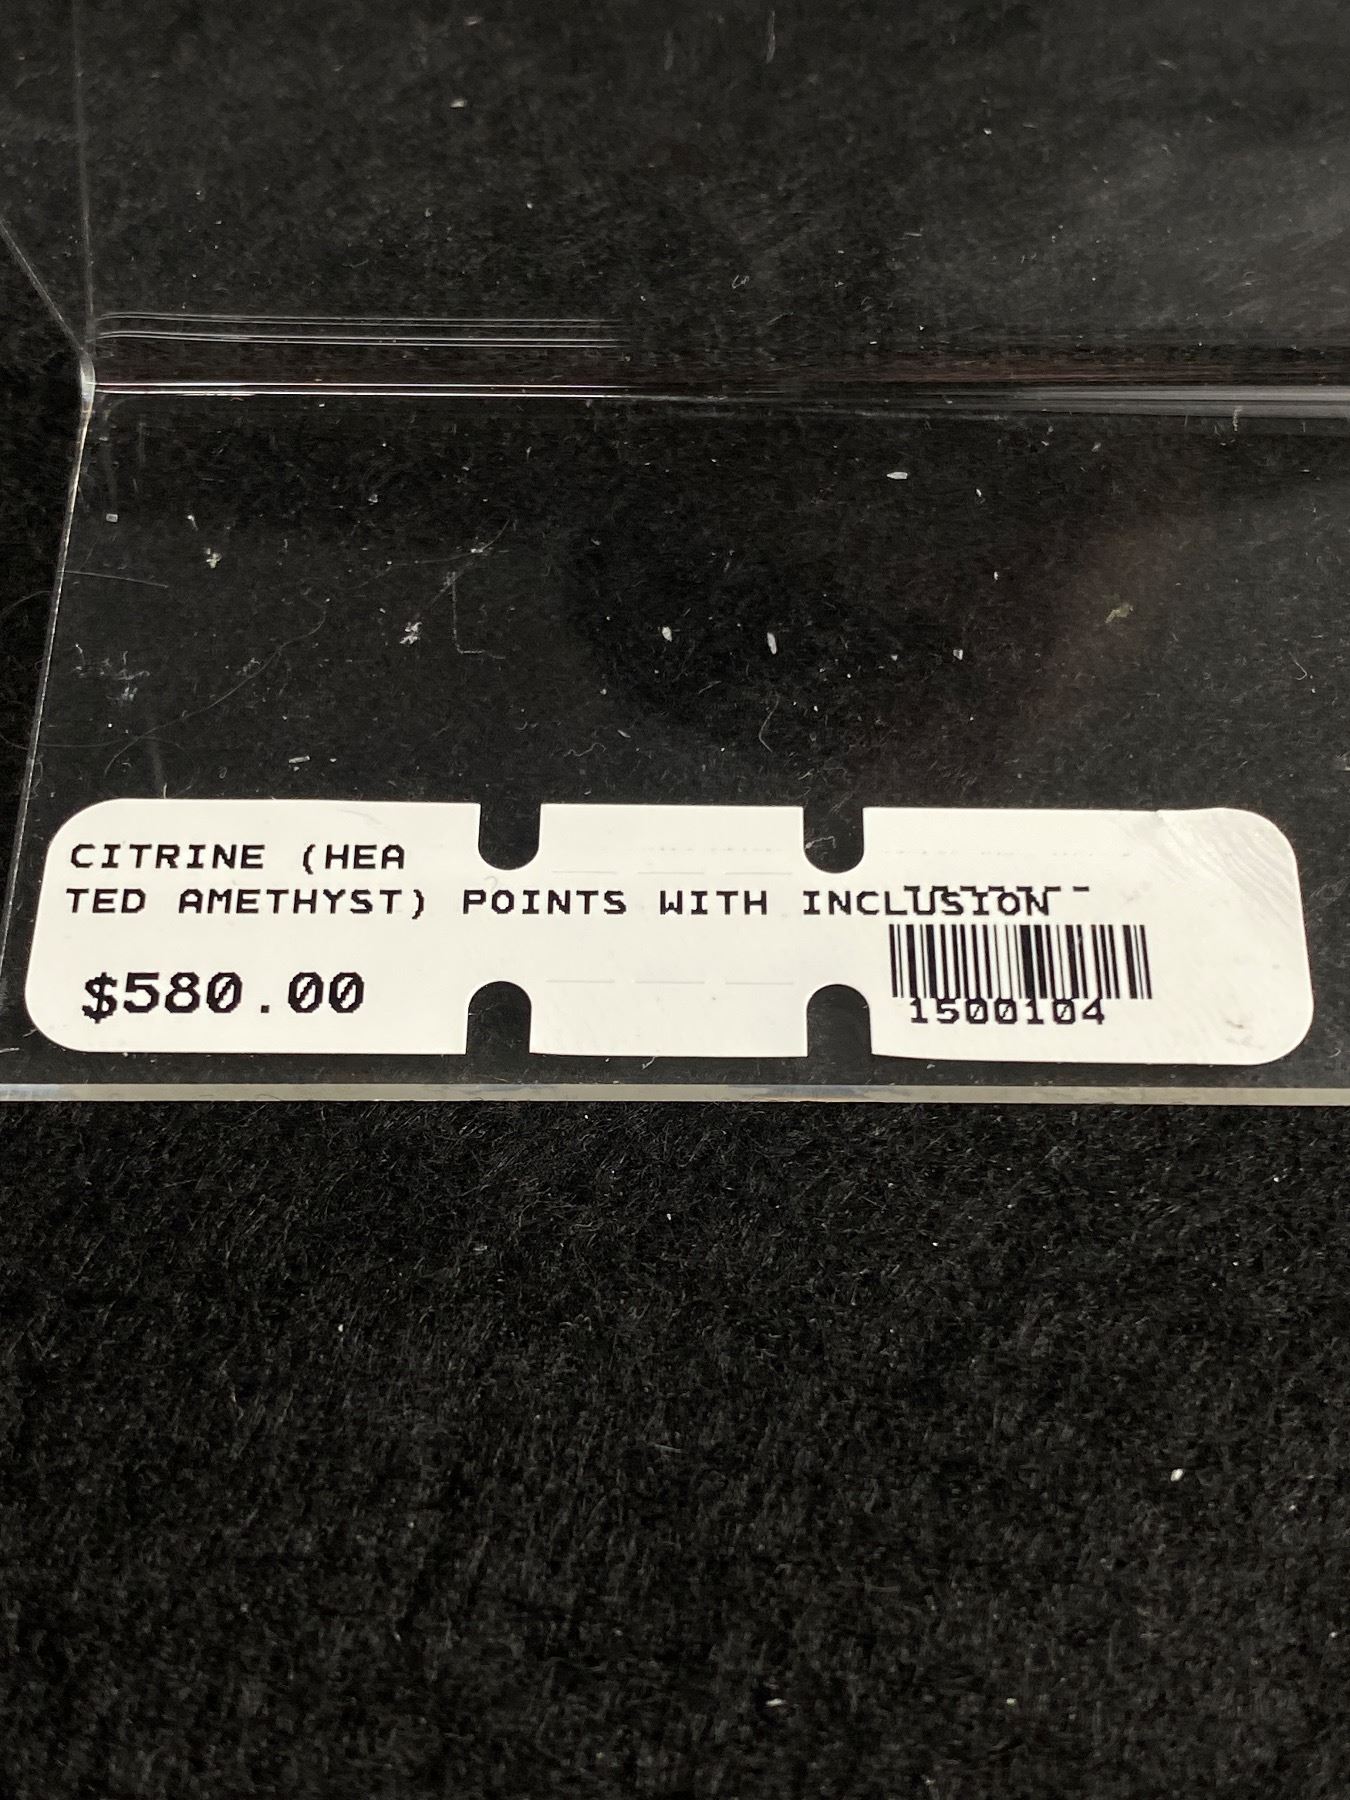 CITRINE (HEA
TED AMETHYST) POINTS WITH INCLUSION
$580.00
1500104